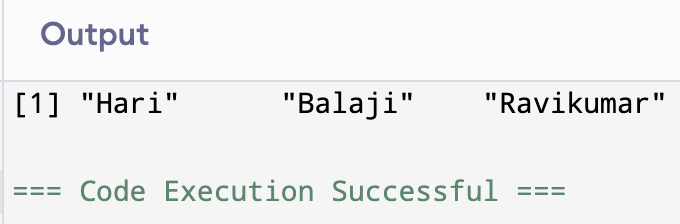 Output
[1] "Hari"      "Balaji"    "Ravikumar"
=== Code Execution Successful ===